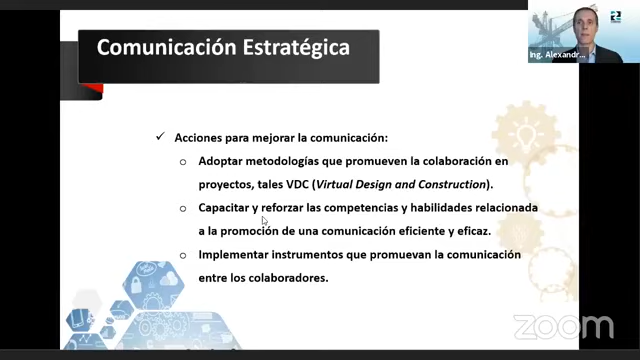 Comunicación Estratégica
Ing. Alexandr...
✓ Acciones para mejorar la comunicación:
o Adoptar metodologías que promueven la colaboración en
proyectos, tales VDC (Virtual Design and Construction).
o Capacitar y reforzar las competencias y habilidades relacionada
a la promoción de una comunicación eficiente y eficaz.
o Implementar instrumentos que promuevan la comunicación
entre los colaboradores.
zoom